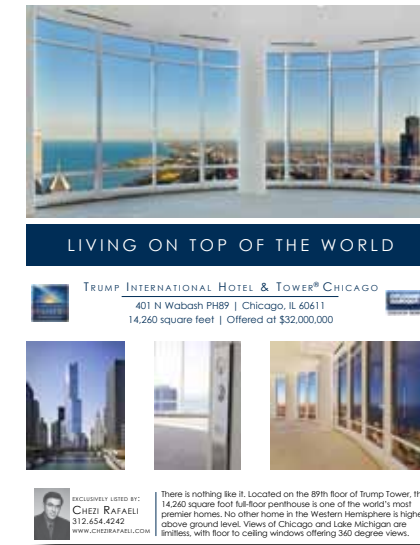 LIVING ON TOP OF THE WORLD
TRUMP INTERNATIONAL HOTEL & TOWER® CHICAGO
401 N Wabash PH89 | Chicago, IL 60611
14,260 square feet | Offered at $32,000,000
EXCLUSIVELY LISTED BY:
CHEZI RAFAELI
312.654.4242
WWW.CHEZIRAFAELI.COM
There is nothing like it. Located on the 89th floor of Trump Tower, th
14,260 square foot full-floor penthouse is one of the world's most
premier homes. No other home in the Western Hemisphere is highe
above ground level. Views of Chicago and Lake Michigan are
limitless, with floor to ceiling windows offering 360 degree views.